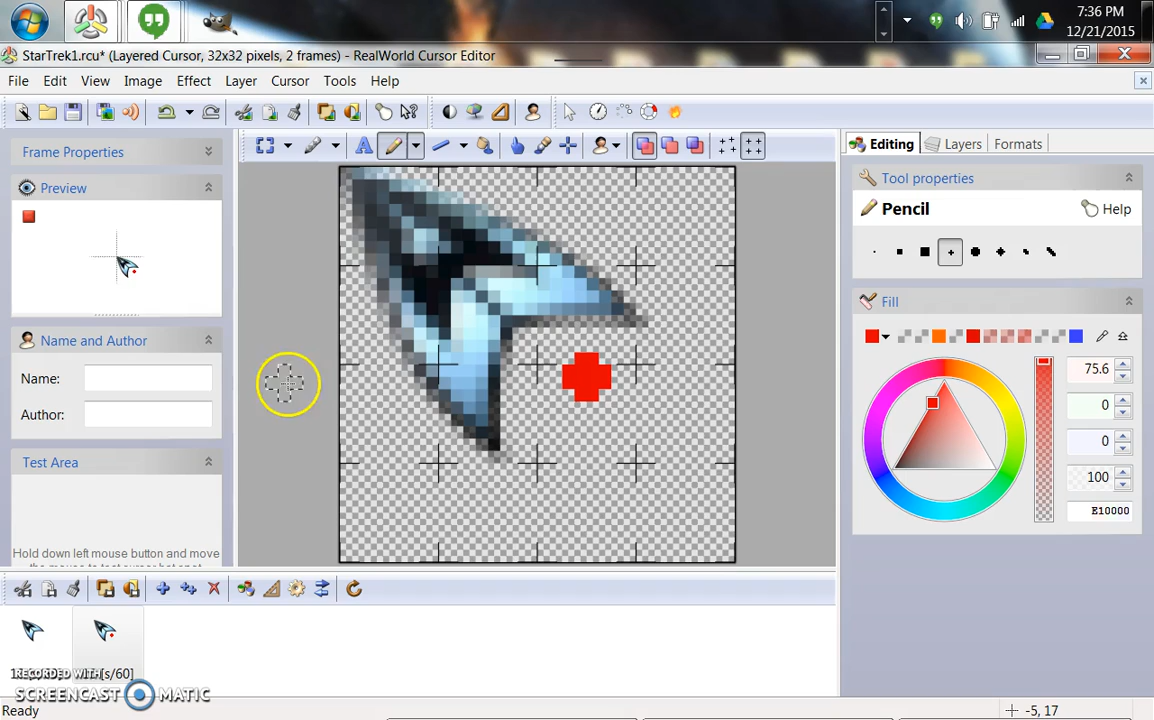 7:36 PM
12/21/2015
StarTrek1.rcu* (Layered Cursor, 32x32 pixels, 2 frames) - RealWorld Cursor Editor
File Edit View Image Effect Layer Cursor Tools Help
Frame Properties
Preview
Name and Author
Name:
Author:
Test Area
Hold down left mouse button and move
Editing Layers Formats
Tool properties
Pencil Help
Fill
75.6
0
0
100
E10000
[s/60]
RECORDED WITH
SCREENCAST MATIC
Ready
-5, 17